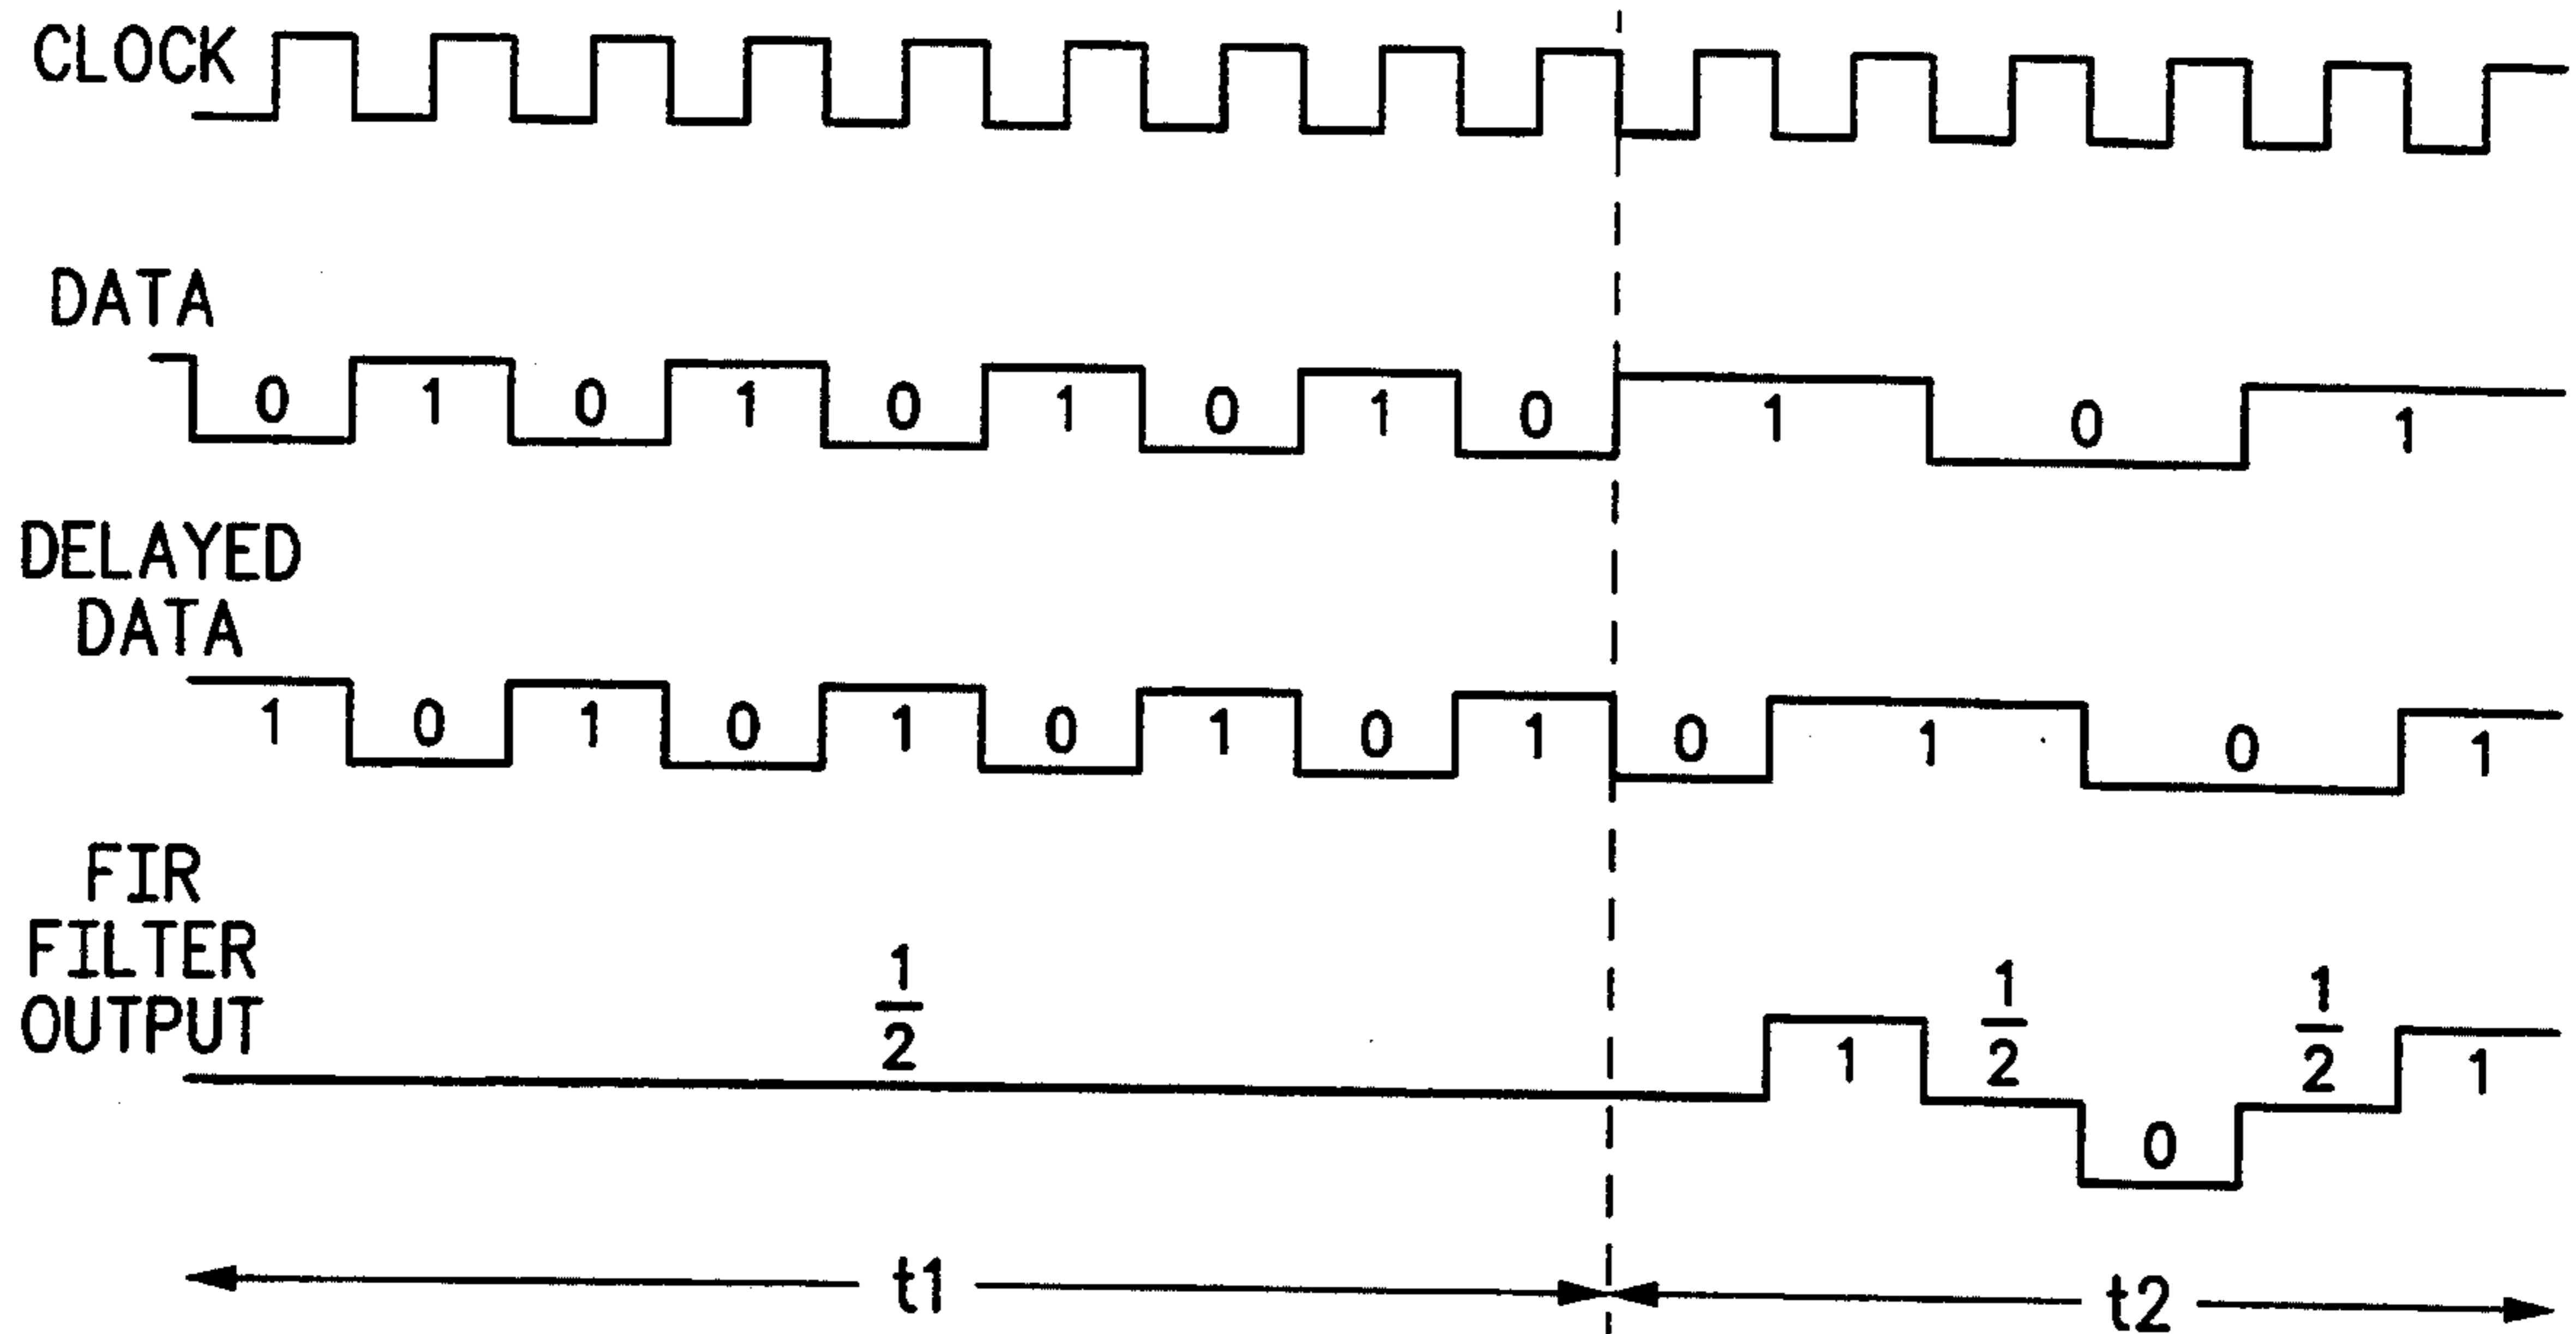 CLOCK
DATA
0 1 0 1 0 1 0 1 0 1 0 1
DELAYED
DATA
1 0 1 0 1 0 1 0 1 0 1 0 1
FIR
FILTER
OUTPUT
1/2 1 1/2 0 1/2 1
t1 t2